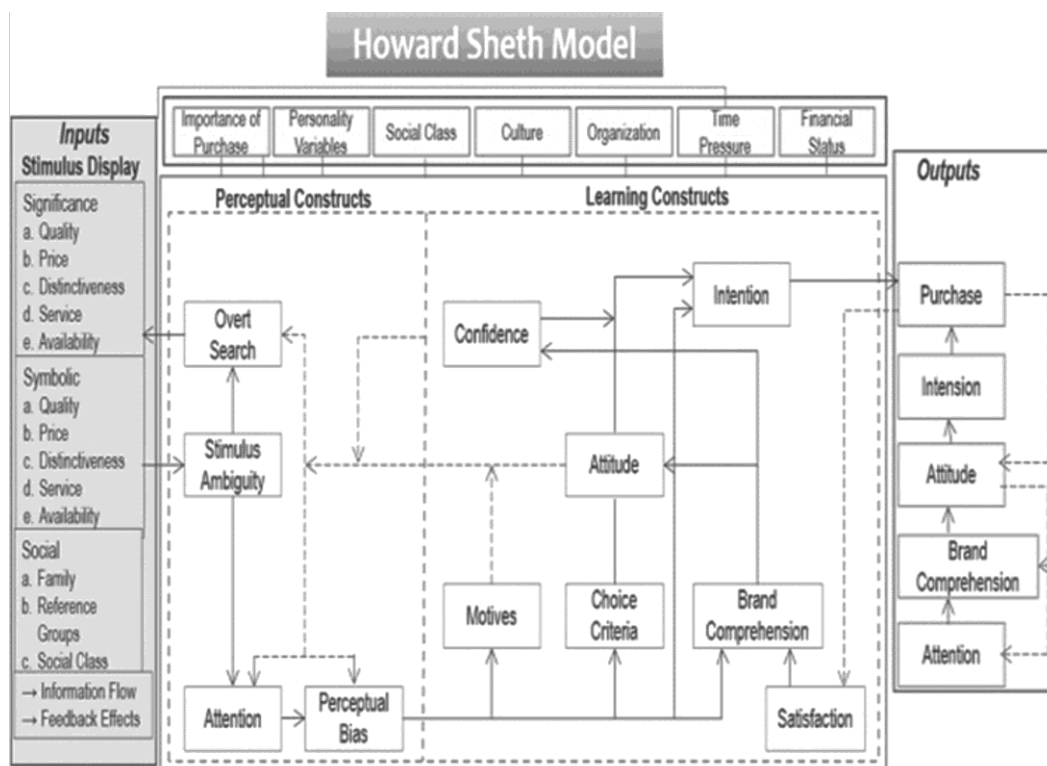 Howard Sheth Model
Importance of
Purchase
Personality
Variables
Social Class
Culture
Organization
Time
Pressure
Financial
Status
Inputs
Stimulus Display
Significance
a. Quality
b. Price
c. Distinctiveness
d. Service
e. Availability
Symbolic
a. Quality
b. Price
c. Distinctiveness
d. Service
e. Availability
Social
a. Family
b. Reference
Groups
c. Social Class
→ Information Flow
→ Feedback Effects
Perceptual Constructs
Overt
Search
Stimulus
Ambiguity
Attention
Perceptual
Bias
Learning Constructs
Confidence
Intention
Attitude
Motives
Choice
Criteria
Brand
Comprehension
Satisfaction
Outputs
Purchase
Intension
Attitude
Brand
Comprehension
Attention